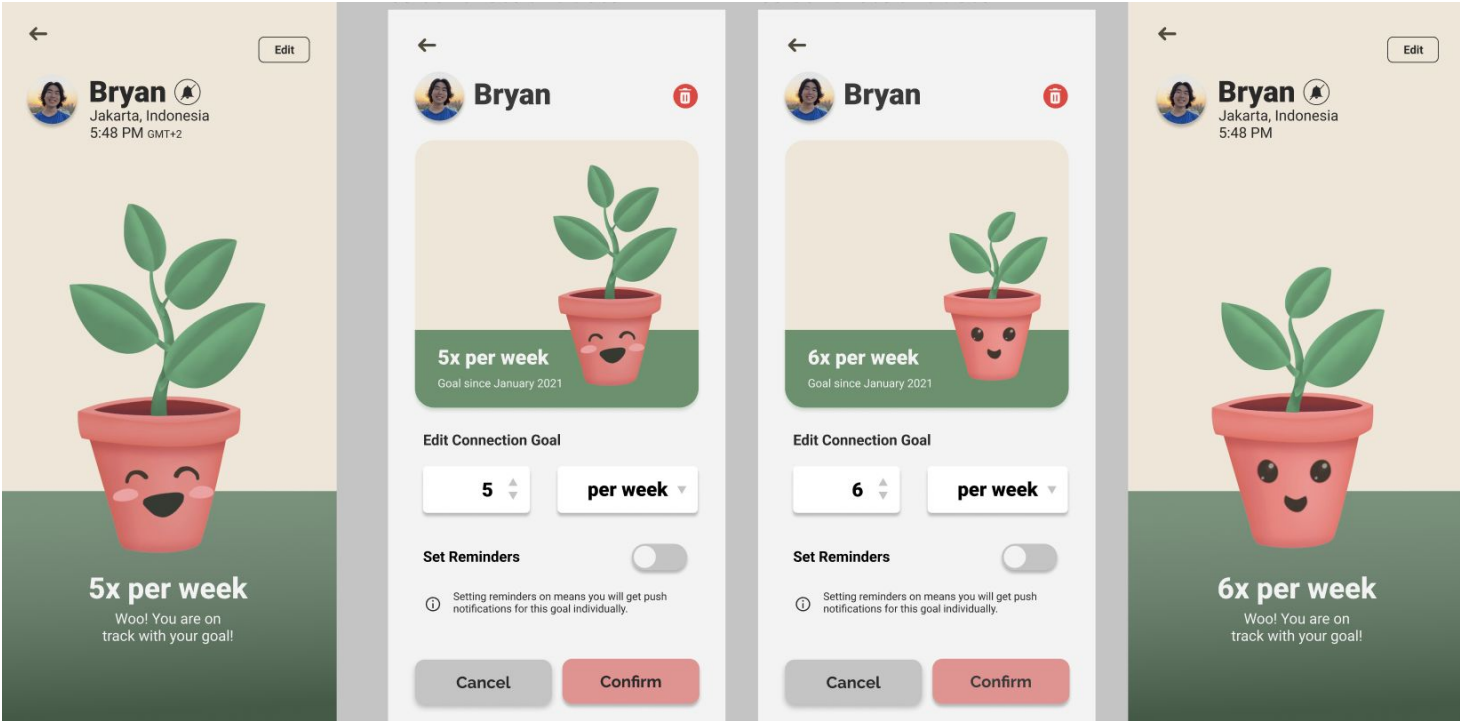 Edit
Bryan
Jakarta, Indonesia
5:48 PM GMT+2
5x per week
Woo! You are on
track with your goal!
Bryan
5x per week
Goal since January 2021
Edit Connection Goal
5 per week
Set Reminders
Setting reminders on means you will get push
notifications for this goal individually.
Cancel Confirm
Bryan
6x per week
Goal since January 2021
Edit Connection Goal
6 per week
Set Reminders
Setting reminders on means you will get push
notifications for this goal individually.
Cancel Confirm
Edit
Bryan
Jakarta, Indonesia
5:48 PM
6x per week
Woo! You are on
track with your goal!